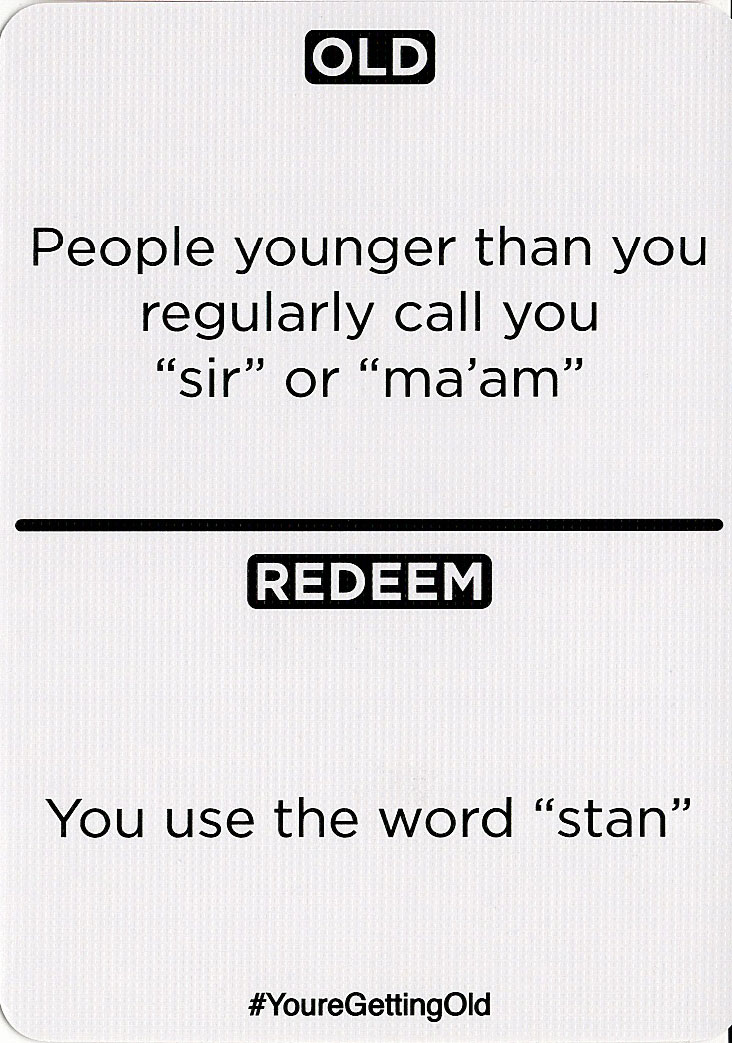 OLD
People younger than you
regularly call you
“sir” or “ma’am”
REDEEM
You use the word “stan”
#YoureGettingOld